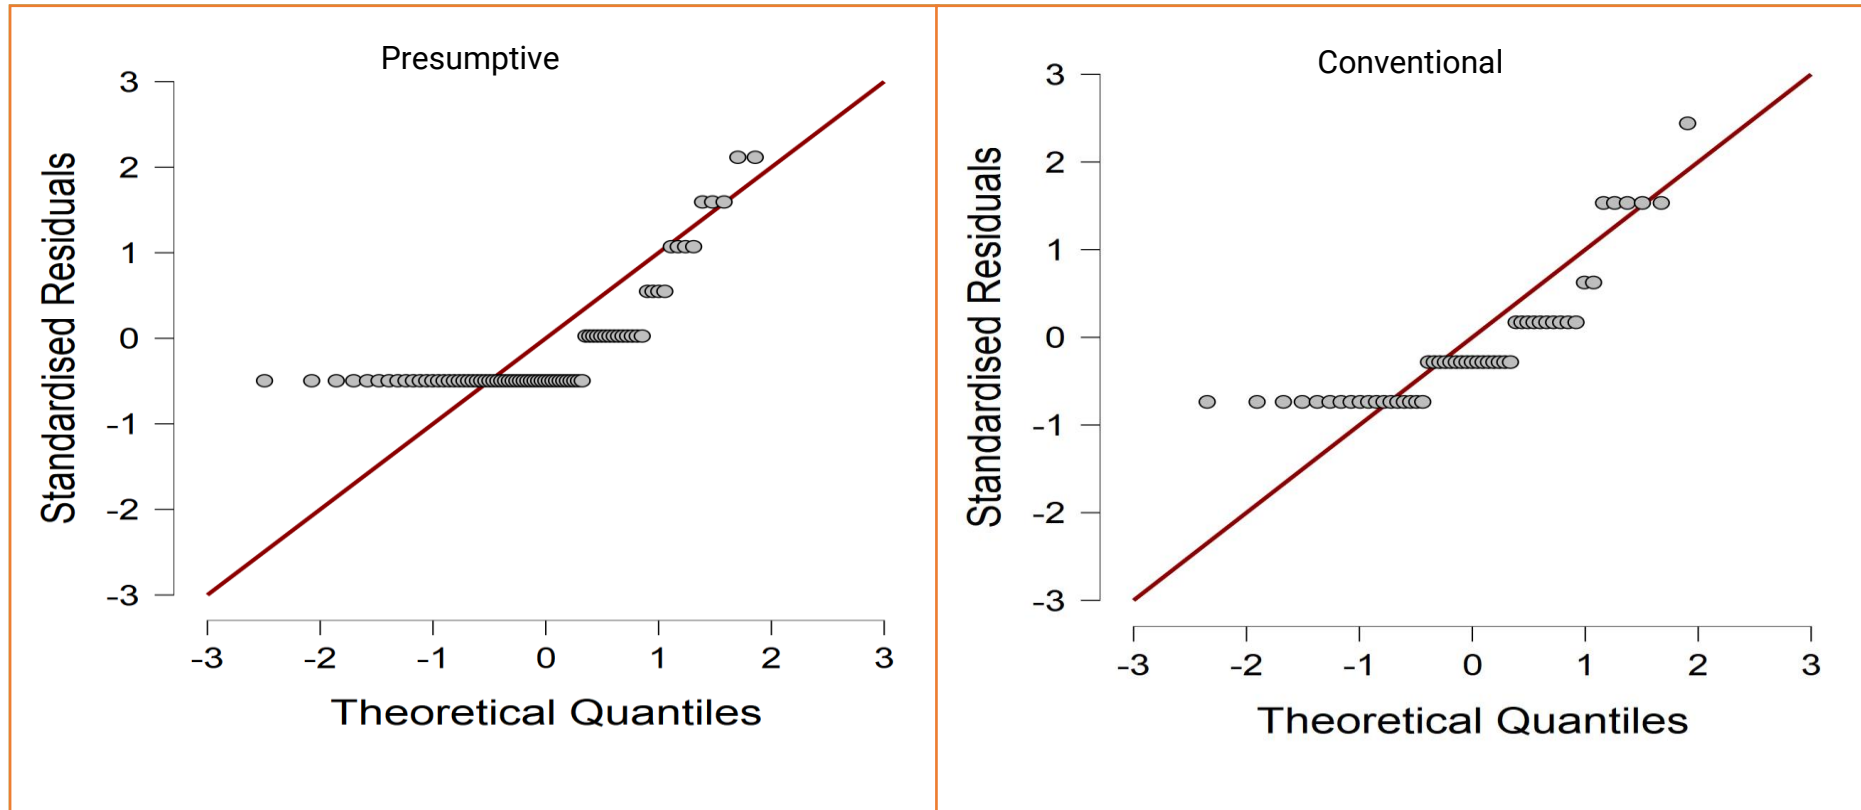 Presumptive
3
2
1
0
-1
-2
-3
Standardised Residuals
-3 -2 -1 0 1 2 3
Theoretical Quantiles
Conventional
3
2
1
0
-1
-2
-3
Standardised Residuals
-3 -2 -1 0 1 2 3
Theoretical Quantiles